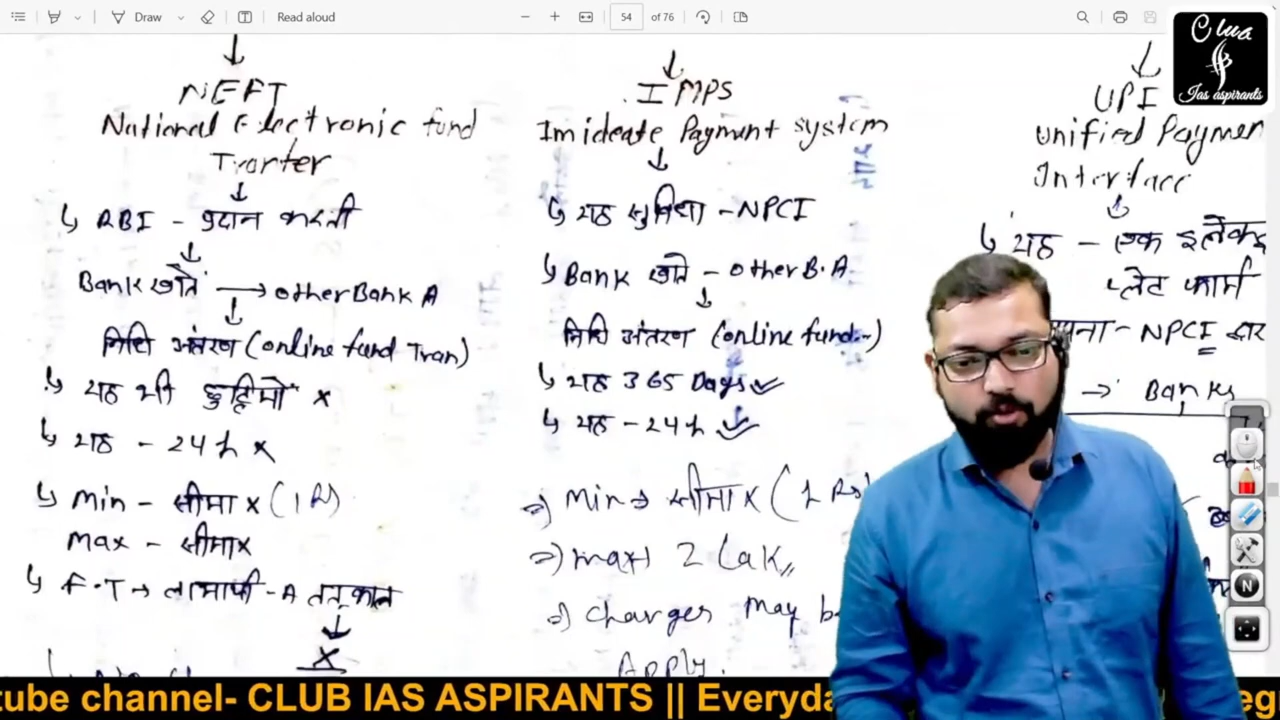 Draw
Read aloud
54
of 76
Clua
Ias aspirants
NEFT
National Electronic fund
↳ RBI - प्रदान करती
Bank खाते → other Bank A
निधि अंतरण (online fund Tran)
↳ यह भी छुट्टियों x
↳ यह - 24 h x
↳ Min - सीमा x (1 Rs)
Max - सीमा x
↳ F.T → लाभार्थी - A तत्काल
x
IMPS
Imideate Payment system
↳ यह सुविधा - NPCI
↳ Bank खाते - other B.A
निधि अंतरण (online fund..)
↳ यह 365 Days ✓
↳ यह - 24 h ✓
⇒ Min → सीमा x (1 Rs)
⇒ max 2 Lak
⇒ Charges May be
Apply.
UPI
Unified Paymen
Interface
↳ यह - एक इलेक्ट्
प्लेट फार्म
- NPCI द्वार
→ Banks
N
tube channel- CLUB IAS ASPIRANTS || Everyda
eg